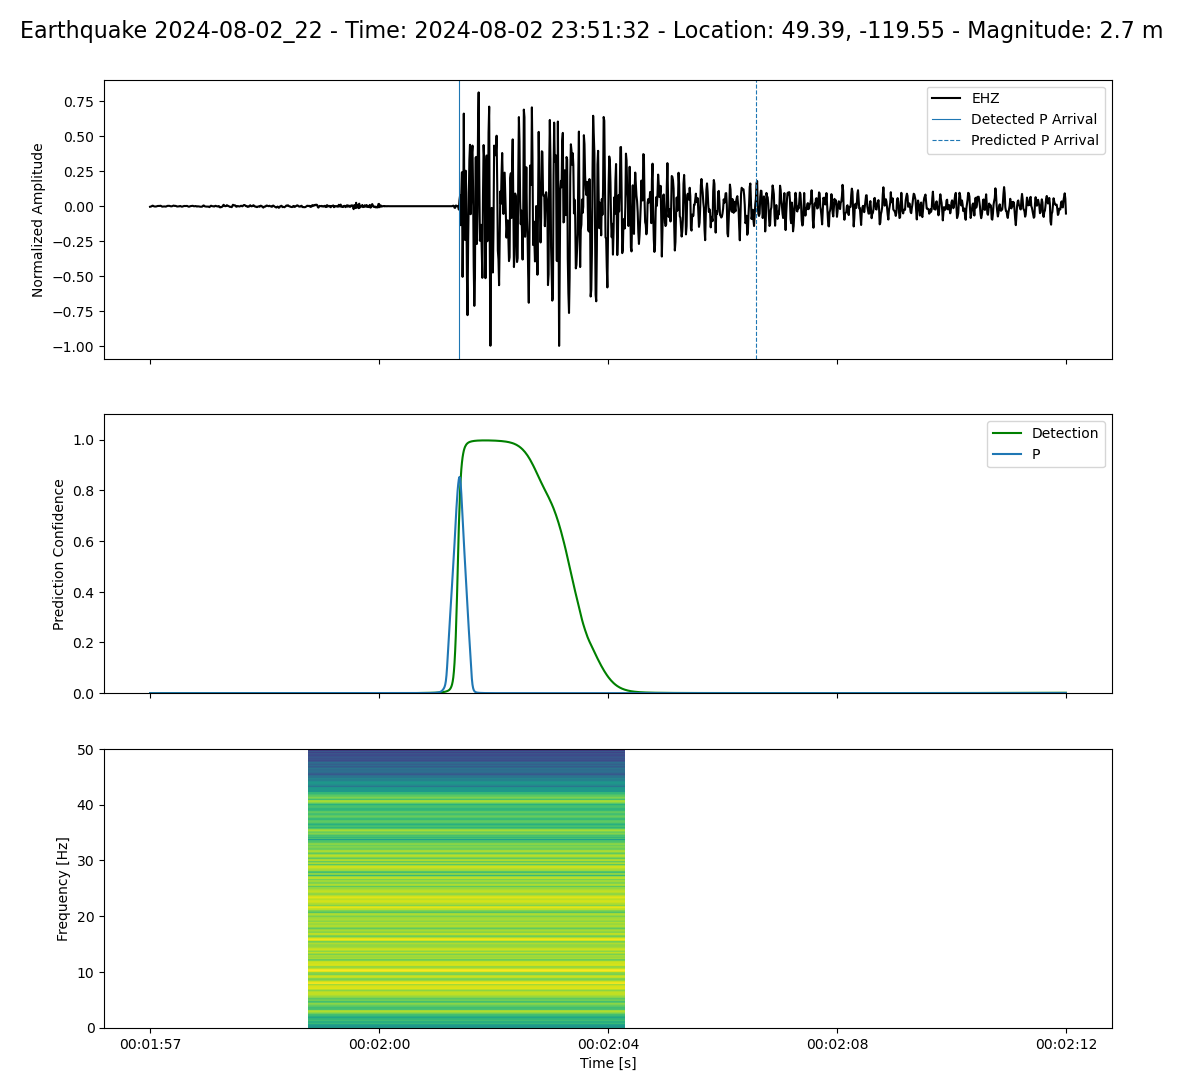 Earthquake 2024-08-02_22 - Time: 2024-08-02 23:51:32 - Location: 49.39, -119.55 - Magnitude: 2.7 m
EHZ
Detected P Arrival
Predicted P Arrival
0.75
0.50
0.25
0.00
−0.25
−0.50
−0.75
−1.00
Normalized Amplitude
Detection
P
1.0
0.8
0.6
0.4
0.2
0.0
Prediction Confidence
50
40
30
20
10
0
Frequency [Hz]
00:01:57
00:02:00
00:02:04
00:02:08
00:02:12
Time [s]